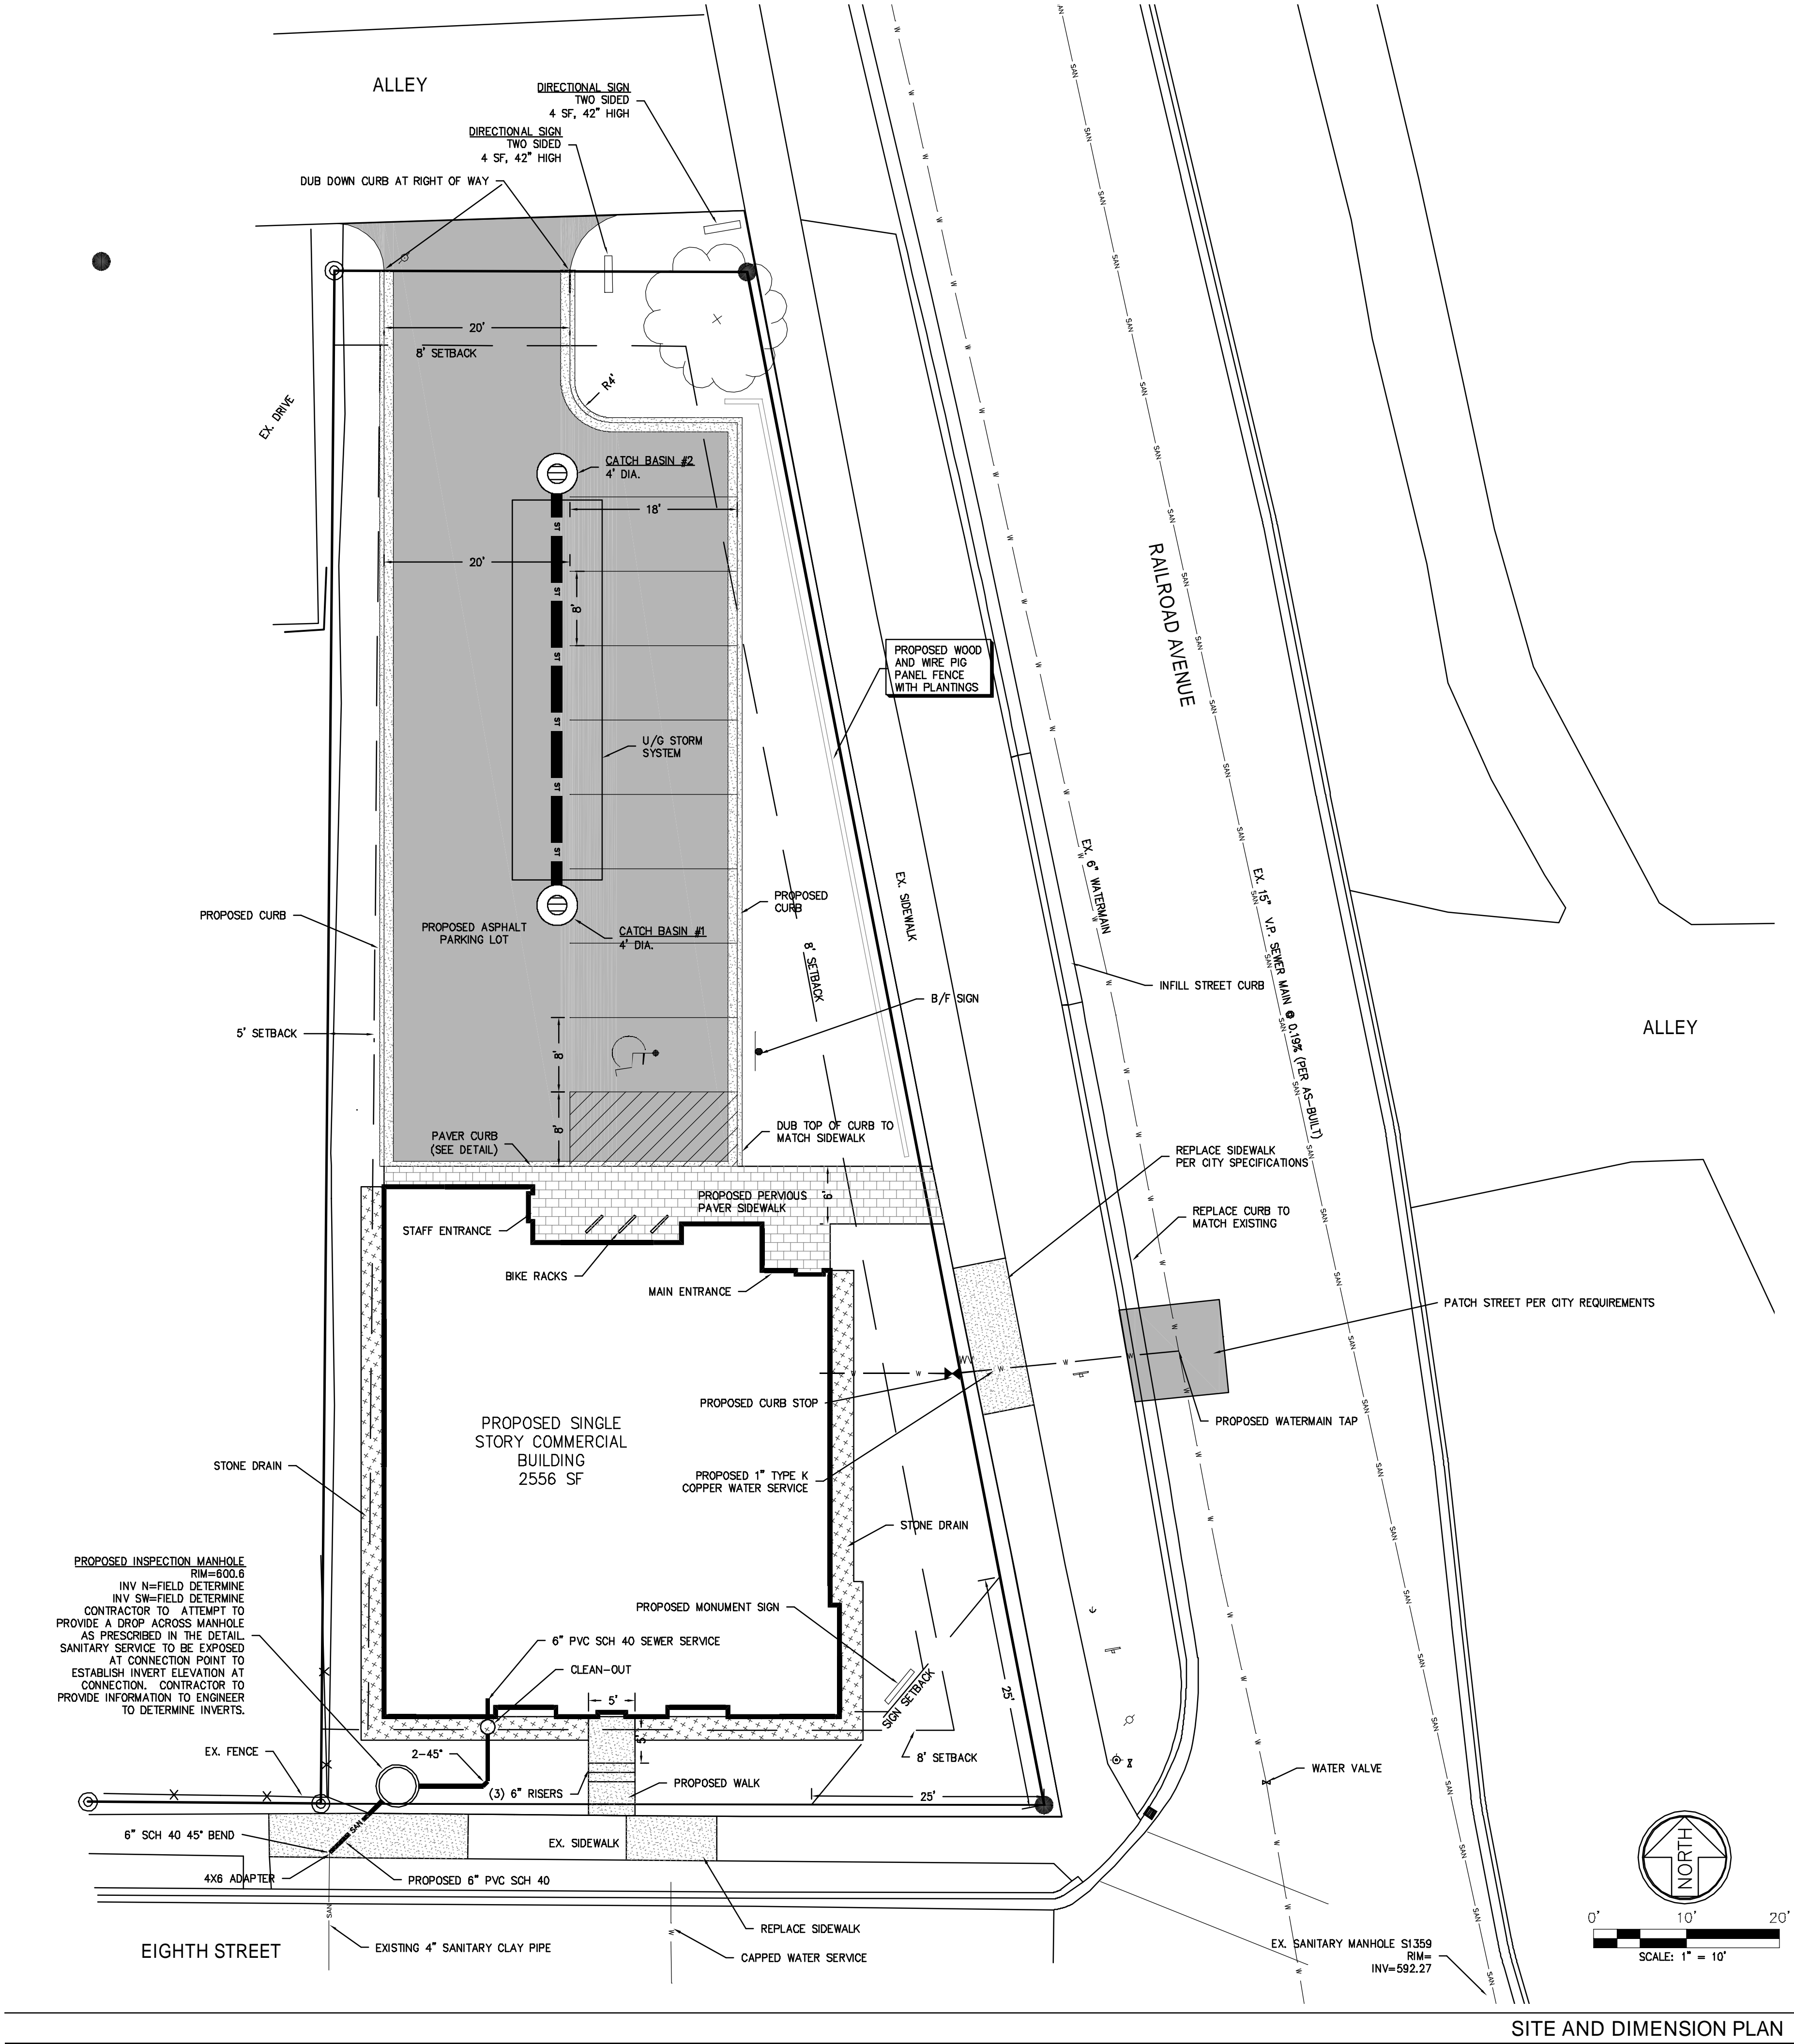 ALLEY
DIRECTIONAL SIGN
TWO SIDED
4 SF, 42" HIGH
DIRECTIONAL SIGN
TWO SIDED
4 SF, 42" HIGH
DUB DOWN CURB AT RIGHT OF WAY
20'
8' SETBACK
R4'
EX. DRIVE
CATCH BASIN #2
4' DIA.
18'
20'
8'
ST
ST
ST
ST
ST
ST
RAILROAD AVENUE
PROPOSED WOOD
AND WIRE PIG
PANEL FENCE
WITH PLANTINGS
U/G STORM
SYSTEM
EX. 6" WATERMAIN
EX. SIDEWALK
EX. 15" V.P. SEWER MAIN @ 0.19% (PER AS-BUILT)
PROPOSED CURB
PROPOSED
CURB
PROPOSED ASPHALT
PARKING LOT
CATCH BASIN #1
4' DIA.
8' SETBACK
INFILL STREET CURB
B/F SIGN
ALLEY
5' SETBACK
8'
8'
PAVER CURB
(SEE DETAIL)
DUB TOP OF CURB TO
MATCH SIDEWALK
REPLACE SIDEWALK
PER CITY SPECIFICATIONS
PROPOSED PERVIOUS
PAVER SIDEWALK
6'
STAFF ENTRANCE
REPLACE CURB TO
MATCH EXISTING
BIKE RACKS
MAIN ENTRANCE
PATCH STREET PER CITY REQUIREMENTS
WV
PROPOSED CURB STOP
PROPOSED WATERMAIN TAP
PROPOSED SINGLE
STORY COMMERCIAL
BUILDING
2556 SF
STONE DRAIN
PROPOSED 1" TYPE K
COPPER WATER SERVICE
STONE DRAIN
PROPOSED INSPECTION MANHOLE
RIM=600.6
INV N=FIELD DETERMINE
INV SW=FIELD DETERMINE
CONTRACTOR TO ATTEMPT TO
PROVIDE A DROP ACROSS MANHOLE
AS PRESCRIBED IN THE DETAIL.
SANITARY SERVICE TO BE EXPOSED
AT CONNECTION POINT TO
ESTABLISH INVERT ELEVATION AT
CONNECTION. CONTRACTOR TO
PROVIDE INFORMATION TO ENGINEER
TO DETERMINE INVERTS.
PROPOSED MONUMENT SIGN
6" PVC SCH 40 SEWER SERVICE
CLEAN-OUT
5'
SIGN SETBACK
25'
5'
EX. FENCE
2-45°
8' SETBACK
(3) 6" RISERS
PROPOSED WALK
25'
WATER VALVE
6" SCH 40 45° BEND
SAN
EX. SIDEWALK
4X6 ADAPTER
PROPOSED 6" PVC SCH 40
NORTH
0' 10' 20'
SCALE: 1" = 10'
REPLACE SIDEWALK
EIGHTH STREET
EXISTING 4" SANITARY CLAY PIPE
CAPPED WATER SERVICE
EX. SANITARY MANHOLE S1359
RIM=
INV=592.27
SITE AND DIMENSION PLAN